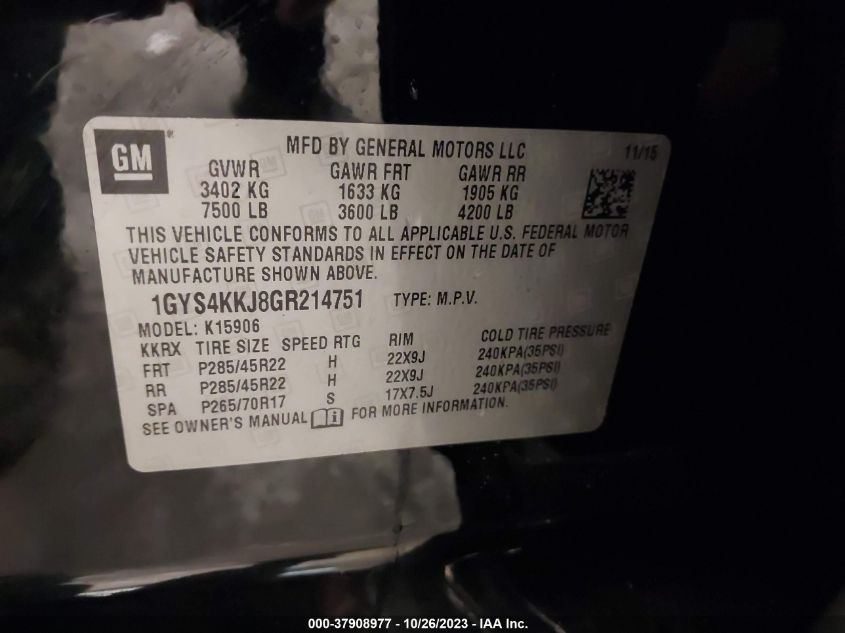 GM
MFD BY GENERAL MOTORS LLC 11/15
GVWR GAWR FRT GAWR RR
3402 KG 1633 KG 1905 KG
7500 LB 3600 LB 4200 LB
THIS VEHICLE CONFORMS TO ALL APPLICABLE U.S. FEDERAL MOTOR
VEHICLE SAFETY STANDARDS IN EFFECT ON THE DATE OF
MANUFACTURE SHOWN ABOVE.
1GYS4KKJ8GR214751 TYPE: M.P.V.
MODEL: K15906
KKRX TIRE SIZE SPEED RTG RIM COLD TIRE PRESSURE
FRT P285/45R22 H 22X9J 240KPA(35PSI)
RR P285/45R22 H 22X9J 240KPA(35PSI)
SPA P265/70R17 S 17X7.5J 240KPA(35PSI)
SEE OWNER'S MANUAL FOR MORE INFORMATION.
000-37908977 - 10/26/2023 - IAA Inc.